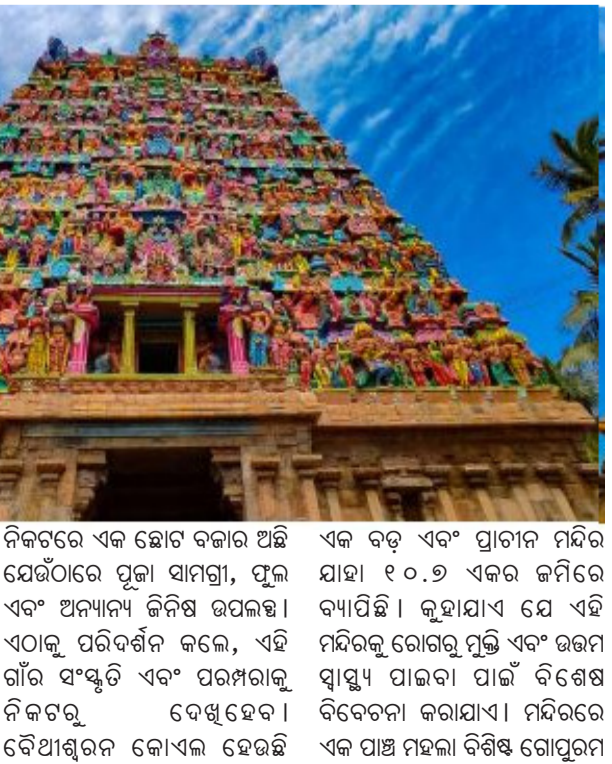 ନିକଟରେ ଏକ ଛୋଟ ବଜାର ଅଛି
ଯେଉଁଠାରେ ପୂଜା ସାମଗ୍ରୀ, ଫୁଲ
ଏବଂ ଅନ୍ୟାନ୍ୟ ଜିନିଷ ଉପଲବ୍ଧ।
ଏଠାକୁ ପରିଦର୍ଶନ କଲେ, ଏହି
ଗାଁର ସଂସ୍କୃତି ଏବଂ ପରମ୍ପରାକୁ
ନିକଟରୁ ଦେଖିହେବ।
ବୈଥୀଶ୍ୱରନ କୋଏଲ ହେଉଛି
ଏକ ବଡ଼ ଏବଂ ପ୍ରାଚୀନ ମନ୍ଦିର
ଯାହା ୧୦.୭ ଏକର ଜମିରେ
ବ୍ୟାପିଛି। କୁହାଯାଏ ଯେ ଏହି
ମନ୍ଦିରକୁ ରୋଗରୁ ମୁକ୍ତି ଏବଂ ଉତ୍ତମ
ସ୍ୱାସ୍ଥ୍ୟ ପାଇବା ପାଇଁ ବିଶେଷ
ବିବେଚନା କରାଯାଏ। ମନ୍ଦିରରେ
ଏକ ପାଞ୍ଚ ମହଲା ବିଶିଷ୍ଟ ଗୋପୁରମ